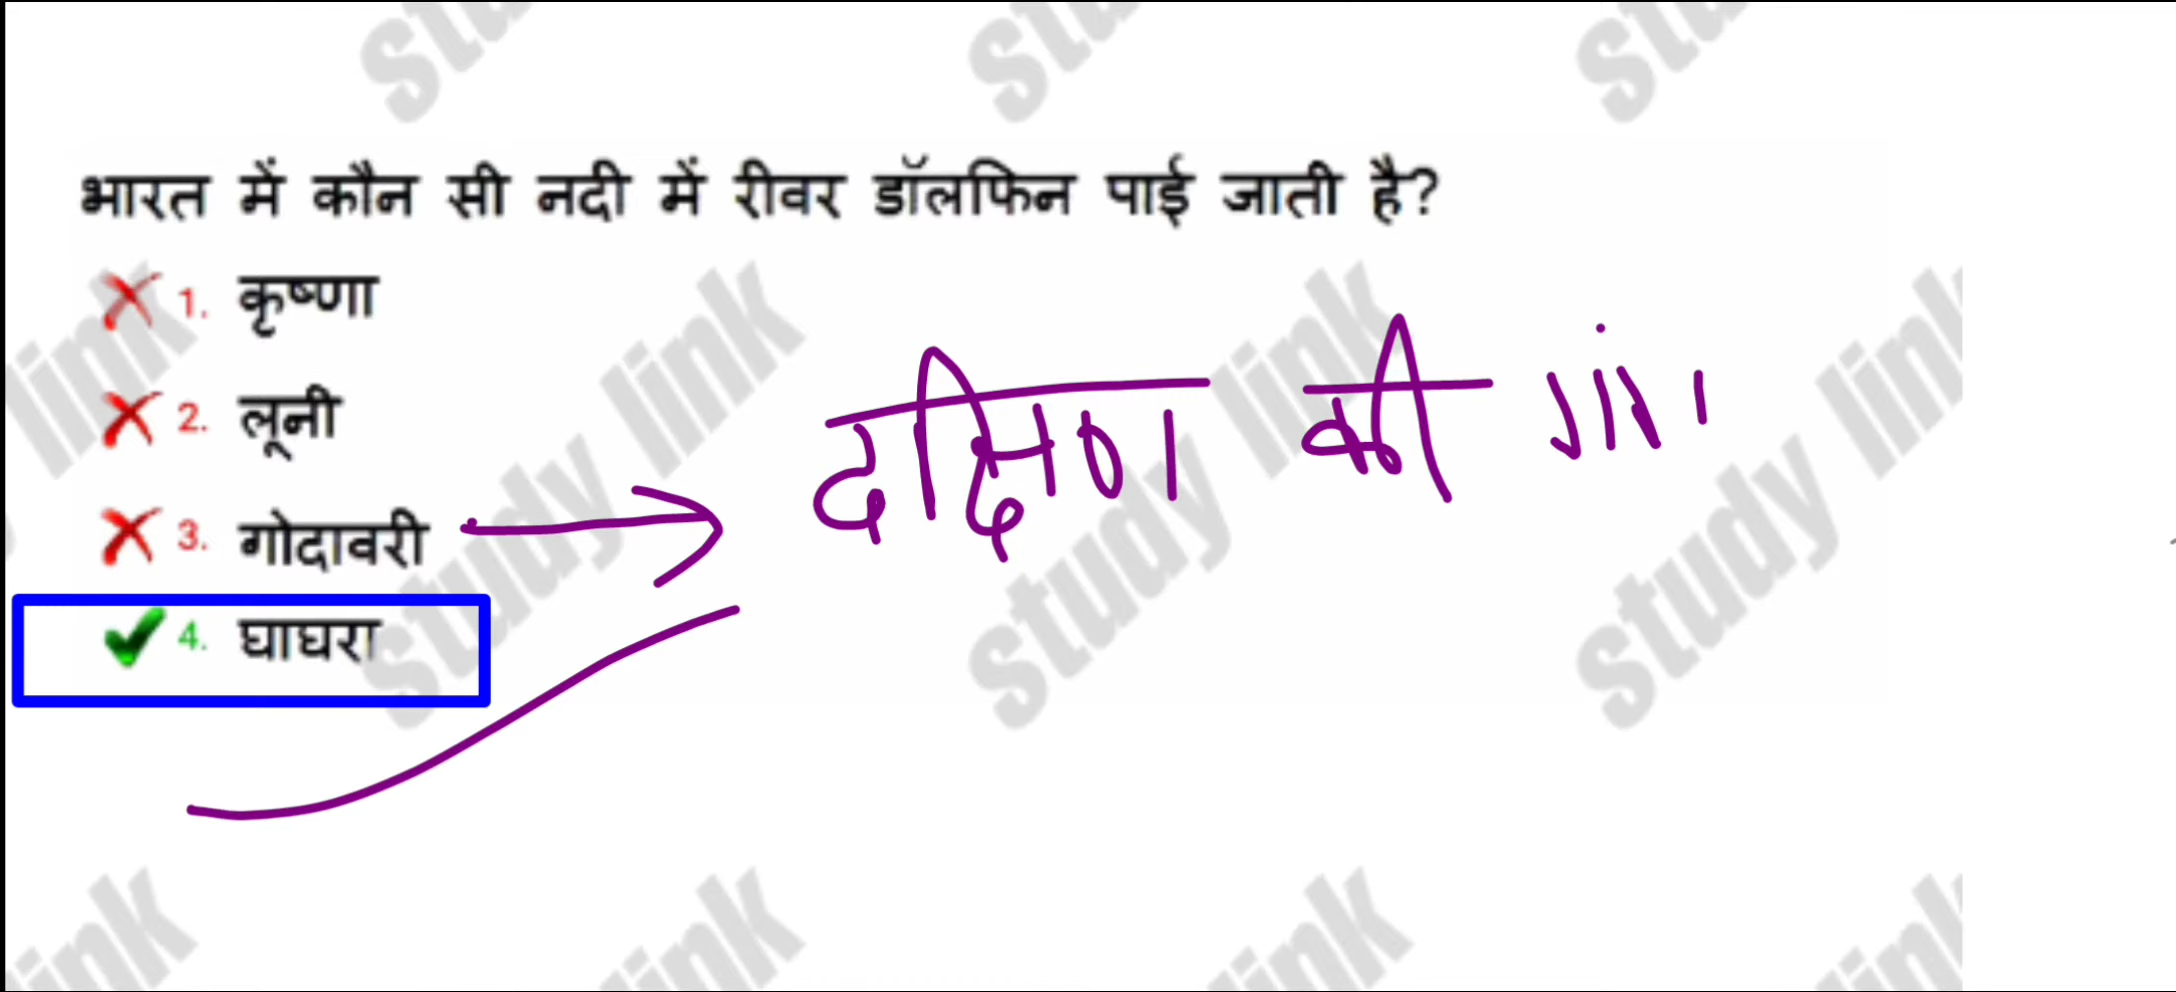 भारत में कौन सी नदी में रीवर डॉलफिन पाई जाती है?
1. कृष्णा
2. लूनी
3. गोदावरी
दक्षिण की गंगा
4. घाघरा
study link